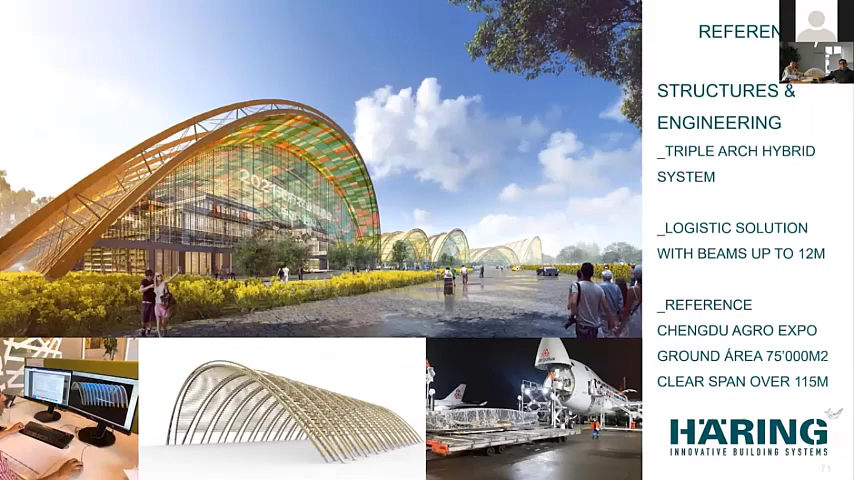 REFEREN
STRUCTURES &
ENGINEERING
_TRIPLE ARCH HYBRID
SYSTEM
_LOGISTIC SOLUTION
WITH BEAMS UP TO 12M
_REFERENCE
CHENGDU AGRO EXPO
GROUND ÁREA 75'000M2
CLEAR SPAN OVER 115M
HÄRING
INNOVATIVE BUILDING SYSTEMS
71